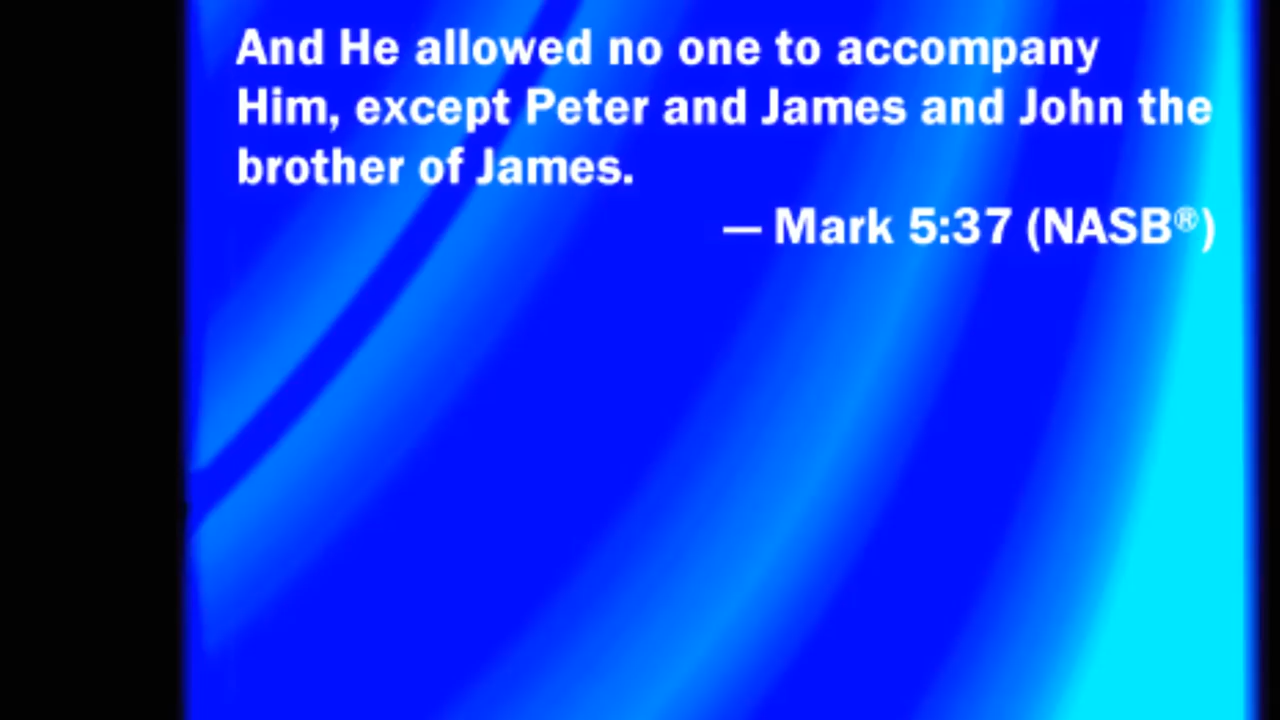 And He allowed no one to accompany
Him, except Peter and James and John the
brother of James.
— Mark 5:37 (NASB®)